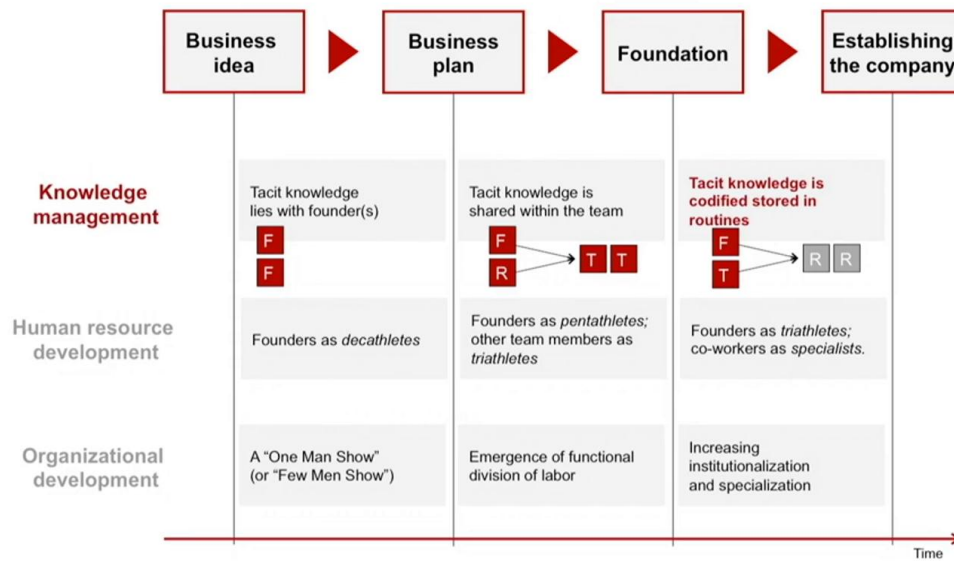 Business
idea
Business
plan
Foundation
Establishing
the company
Knowledge
management
Tacit knowledge
lies with founder(s)
F
F
Tacit knowledge is
shared within the team
F
R
T T
Tacit knowledge is
codified stored in
routines
F
T
R R
Human resource
development
Founders as decathletes
Founders as pentathletes;
other team members as
triathletes
Founders as triathletes;
co-workers as specialists.
Organizational
development
A “One Man Show”
(or “Few Men Show”)
Emergence of functional
division of labor
Increasing
institutionalization
and specialization
Time